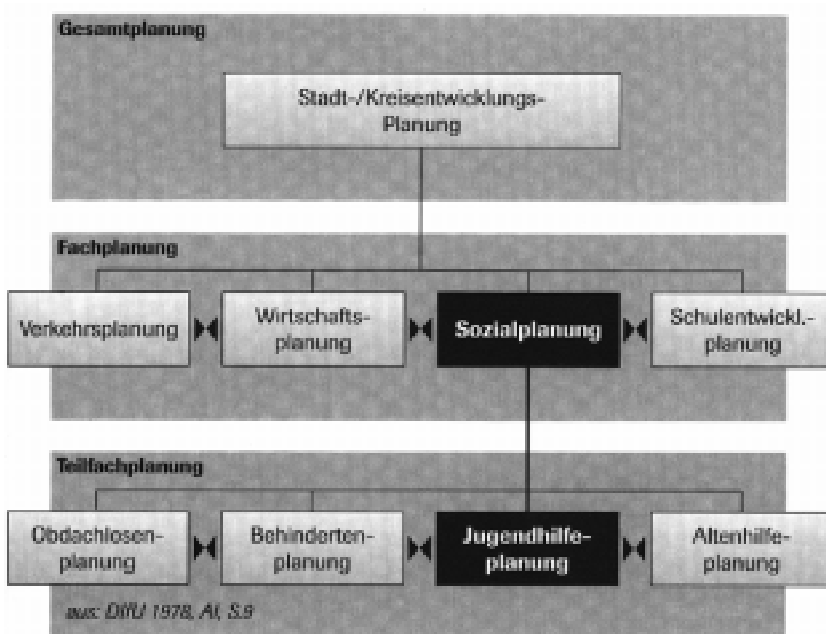 Gesamtplanung
Stadt-/Kreisentwicklungs-
Planung
Fachplanung
Verkehrsplanung
Wirtschafts-
planung
Sozialplanung
Schulentwickl.-
planung
Teilfachplanung
Obdachlosen-
planung
Behinderten-
planung
Jugendhilfe-
planung
Altenhilfe-
planung
aus: 1978, AI, S.9